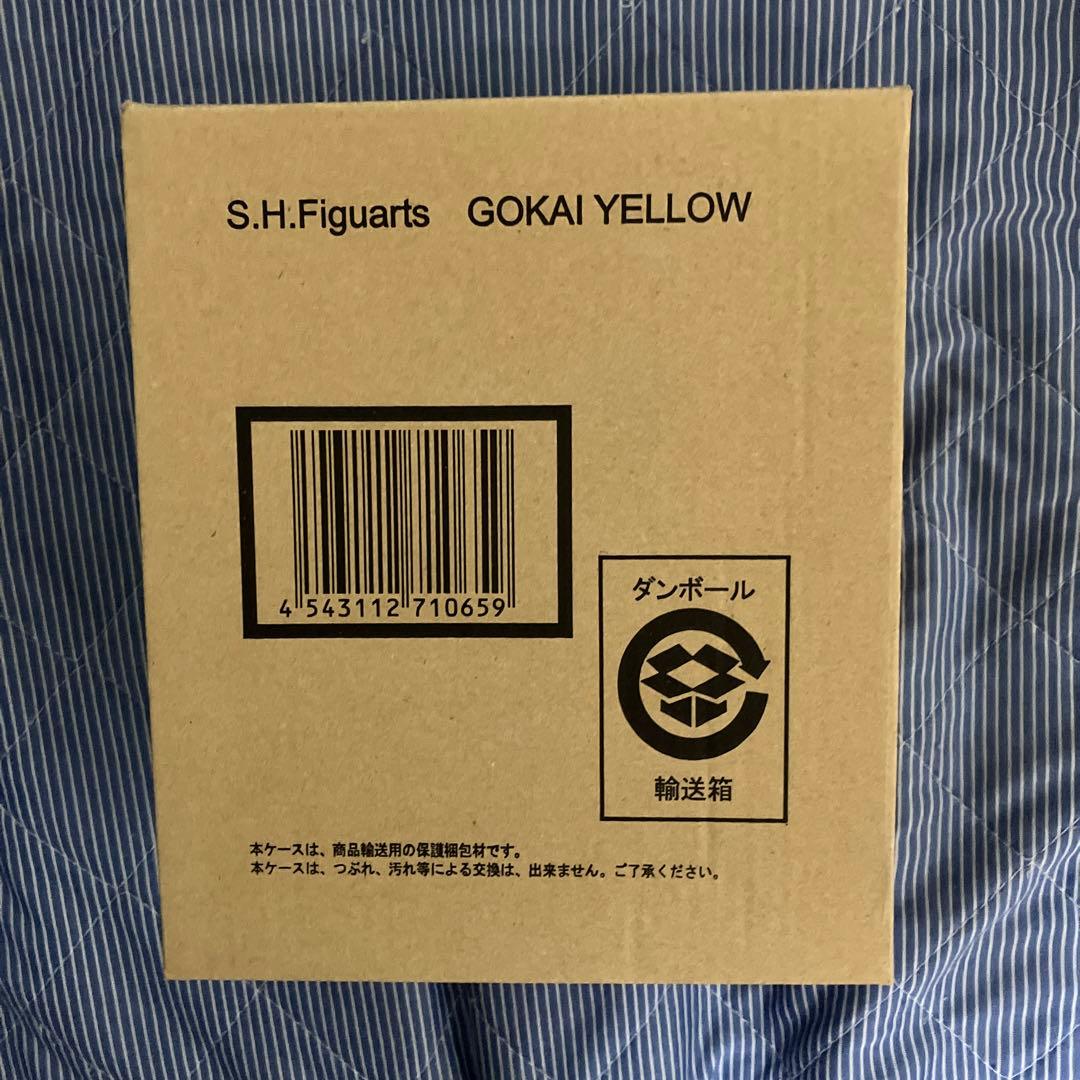 S.H.Figuarts GOKAI YELLOW
4 543112 710659
ダンボール
輸送箱
本ケースは、商品輸送用の保護梱包材です。
本ケースは、つぶれ、汚れ等による交換は、出来ません。ご了承ください。